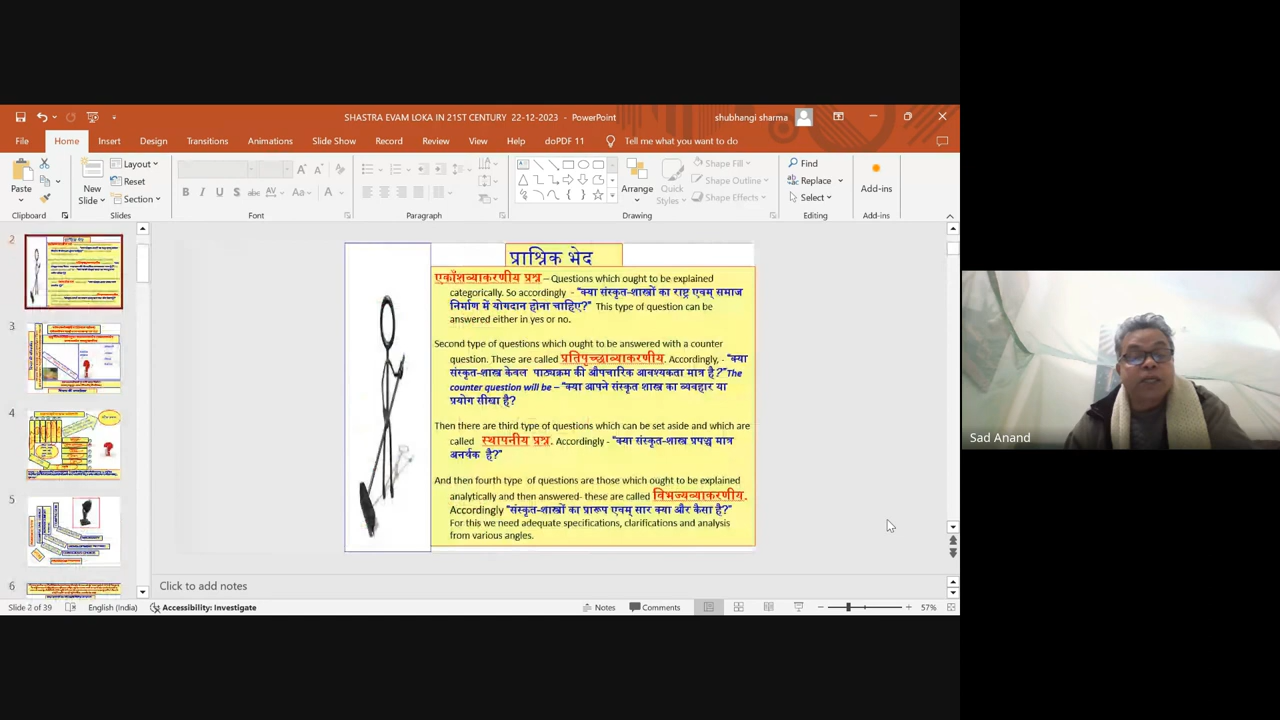 SHASTRA EVAM LOKA IN 21ST CENTURY 22-12-2023 - PowerPoint
shubhangi sharma
File Home Insert Design Transitions Animations Slide Show Record Review View Help doPDF 11 Tell me what you want to do
Paste
Clipboard
New Slide
Layout
Reset
Section
Slides
Font
Paragraph
Arrange
Quick Styles
Shape Fill
Shape Outline
Shape Effects
Drawing
Find
Replace
Select
Editing
Add-ins
Add-ins
2
3
4
5
6
प्राश्निक भेद
एकाँशव्याकरणीय प्रश्न – Questions which ought to be explained
categorically. So accordingly - "क्या संस्कृत-शास्त्रों का राष्ट्र एवम् समाज
निर्माण में योगदान होना चाहिए?" This type of question can be
answered either in yes or no.
Second type of questions which ought to be answered with a counter
question. These are called प्रतिपृच्छाव्याकरणीय. Accordingly, - "क्या
संस्कृत-शास्त्र केवल पाठ्यक्रम की औपचारिक आवश्यकता मात्र है?" The
counter question will be – "क्या आपने संस्कृत शास्त्र का व्यवहार या
प्रयोग सीखा है?
Then there are third type of questions which can be set aside and which are
called स्थापनीय प्रश्न. Accordingly - "क्या संस्कृत-शास्त्र प्रपञ्च मात्र
अनर्थक है?"
And then fourth type of questions are those which ought to be explained
analytically and then answered- these are called विभज्यव्याकरणीय.
Accordingly "संस्कृत-शास्त्रों का प्रारूप एवम् सार क्या और कैसा है?"
For this we need adequate specifications, clarifications and analysis
from various angles.
Click to add notes
Slide 2 of 39 English (India) Accessibility: Investigate Notes Comments 57%
Sad Anand